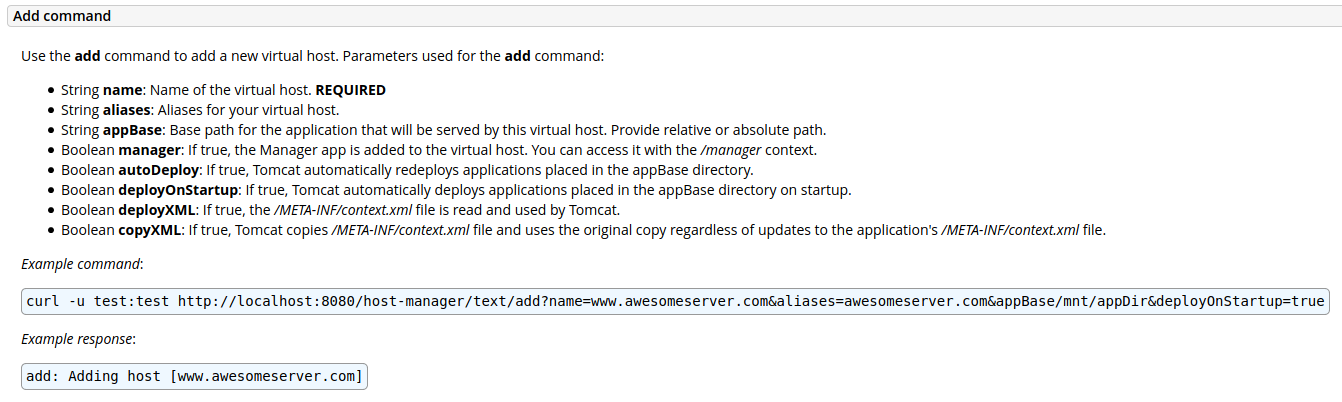 Add command
Use the add command to add a new virtual host. Parameters used for the add command:
String name: Name of the virtual host. REQUIRED
String aliases: Aliases for your virtual host.
String appBase: Base path for the application that will be served by this virtual host. Provide relative or absolute path.
Boolean manager: If true, the Manager app is added to the virtual host. You can access it with the /manager context.
Boolean autoDeploy: If true, Tomcat automatically redeploys applications placed in the appBase directory.
Boolean deployOnStartup: If true, Tomcat automatically deploys applications placed in the appBase directory on startup.
Boolean deployXML: If true, the /META-INF/context.xml file is read and used by Tomcat.
Boolean copyXML: If true, Tomcat copies /META-INF/context.xml file and uses the original copy regardless of updates to the application's /META-INF/context.xml file.
Example command:
curl -u test:test http://localhost:8080/host-manager/text/add?name=www.awesomeserver.com&aliases=awesomeserver.com&appBase/mnt/appDir&deployOnStartup=true
Example response:
add: Adding host [www.awesomeserver.com]